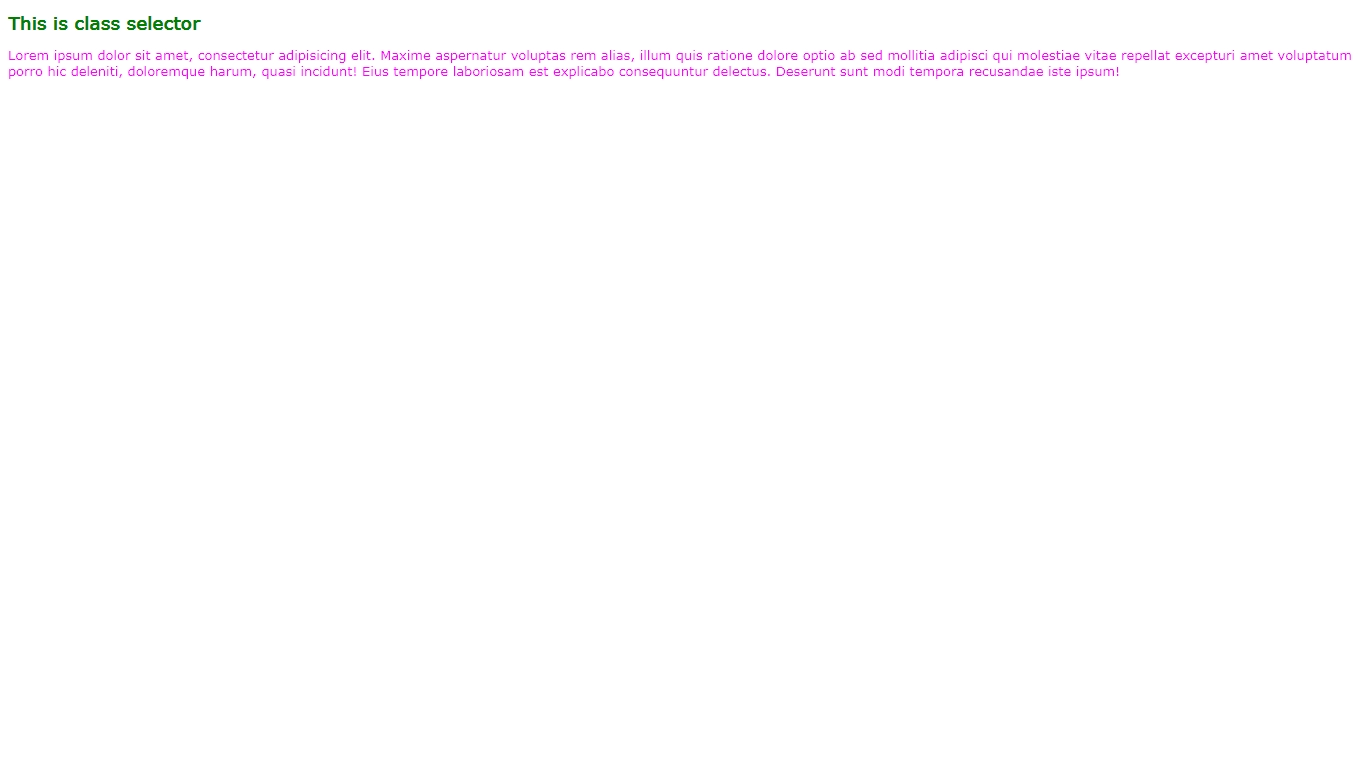 This is class selector
Lorem ipsum dolor sit amet, consectetur adipisicing elit. Maxime aspernatur voluptas rem alias, illum quis ratione dolore optio ab sed mollitia adipisci qui molestiae vitae repellat excepturi amet voluptatum
porro hic deleniti, doloremque harum, quasi incidunt! Eius tempore laboriosam est explicabo consequuntur delectus. Deserunt sunt modi tempora recusandae iste ipsum!